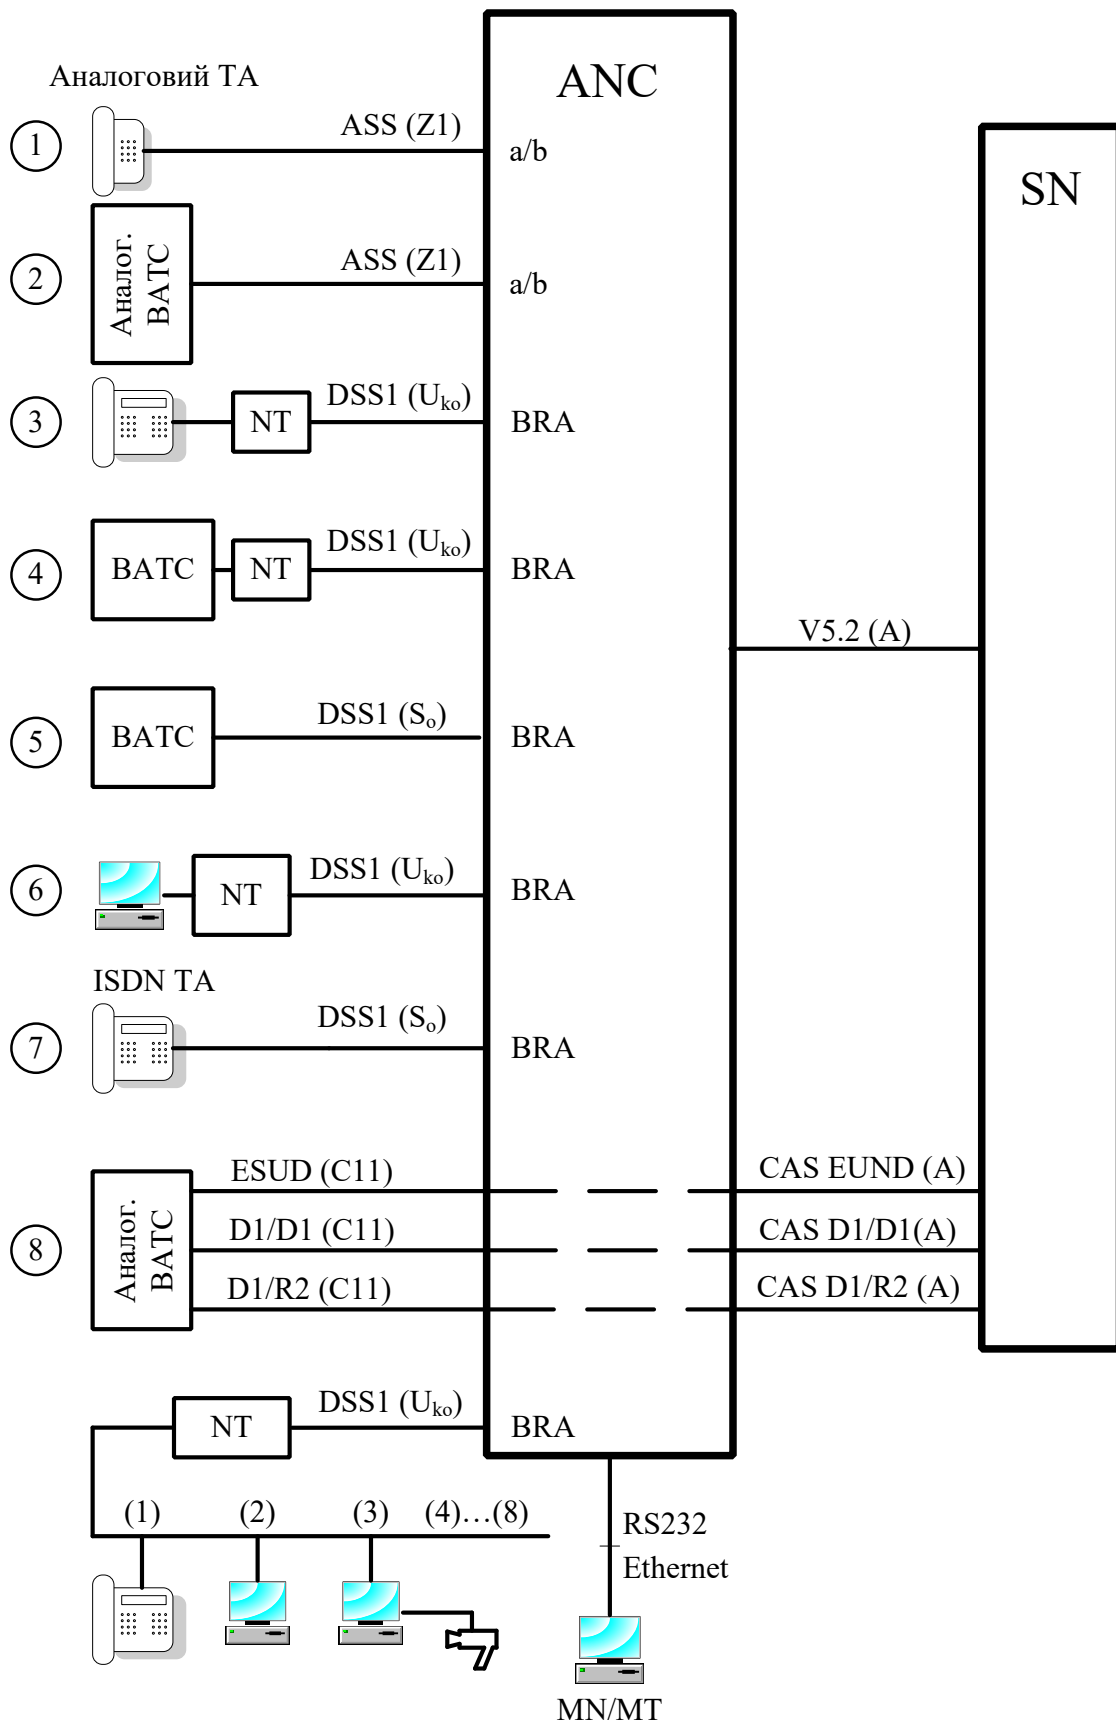 ANC
Аналоговий ТА
SN
1
ASS (Z1)
a/b
2
Аналог.
ВАТС
ASS (Z1)
a/b
3
NT
DSS1 (Uko)
BRA
4
ВАТС
NT
DSS1 (Uko)
BRA
V5.2 (A)
5
ВАТС
DSS1 (So)
BRA
6
NT
DSS1 (Uko)
BRA
ISDN ТА
7
DSS1 (So)
BRA
8
Аналог.
ВАТС
ESUD (C11)
CAS EUND (A)
D1/D1 (C11)
CAS D1/D1(A)
D1/R2 (C11)
CAS D1/R2 (A)
NT
DSS1 (Uko)
BRA
(1) (2) (3) (4)…(8)
RS232
Ethernet
MN/MT